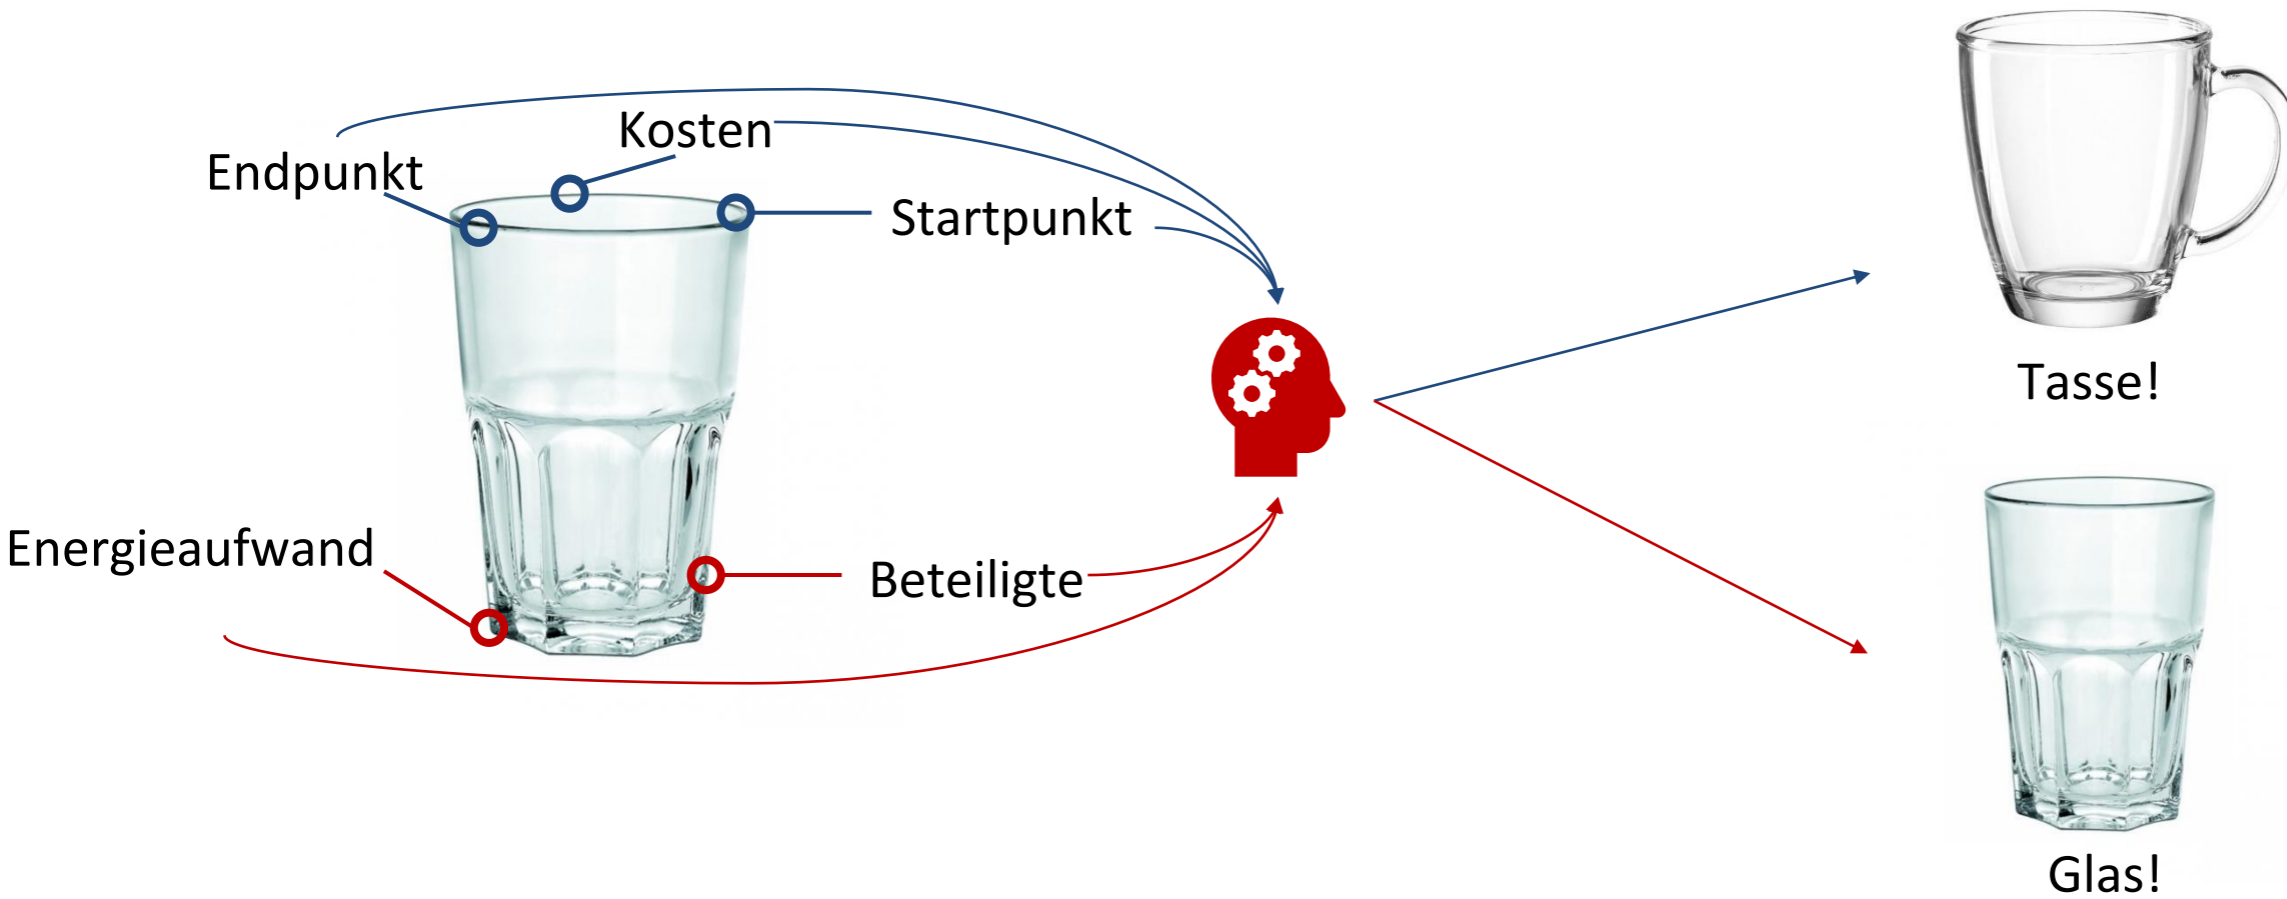 Kosten
Endpunkt
Startpunkt
Tasse!
Energieaufwand
Beteiligte
Glas!